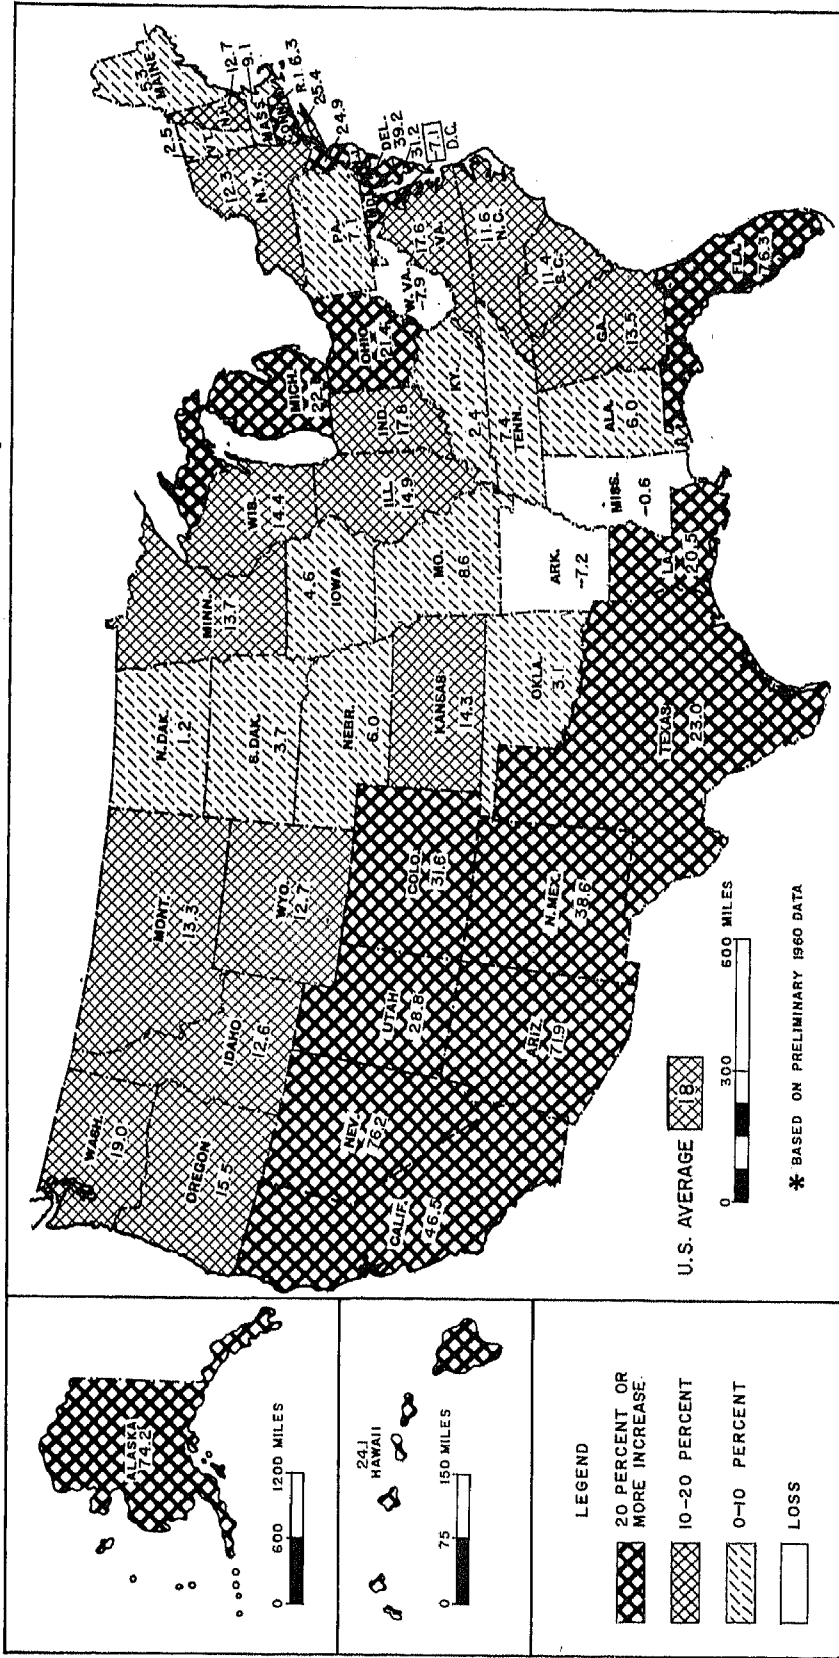 ALASKA
74.2
0 600 1200 MILES
24.1
HAWAII
0 75 150 MILES
LEGEND
20 PERCENT OR
MORE INCREASE.
10-20 PERCENT
0-10 PERCENT
LOSS
WASH.
19.0
OREGON
15.5
CALIF.
46.5
NEV.
76.2
IDAHO
12.6
MONT.
13.3
WYO.
12.7
UTAH
28.8
ARIZ.
71.9
COLO.
31.6
N. MEX.
38.6
N. DAK.
1.2
S. DAK.
3.7
NEBR.
6.0
KANSAS
14.3
OKLA.
3.1
TEXAS
23.0
MINN.
13.7
4.6
IOWA
MO.
8.6
ARK.
-7.2
LA.
20.5
WIS.
14.4
ILL.
14.9
MICH.
IND.
17.8
OHIO
21.4
KY.
2.4
7.4
TENN.
MISS.
-0.6
ALA.
6.0
GA.
13.5
FLA.
76.3
11.4
S.C.
11.6
N.C.
17.6
VA.
W. VA.
-7.9
PA.
7.1
12.3
N.Y.
2.5
VT.
N.H.
5.3
MAINE
12.7
9.1
MASS
CONN.
R.I. 6.3
25.4
24.9
DEL.
39.2
MD.
31.2
-7.1
D.C.
U.S. AVERAGE 18
0 300 600 MILES
* BASED ON PRELIMINARY 1960 DATA